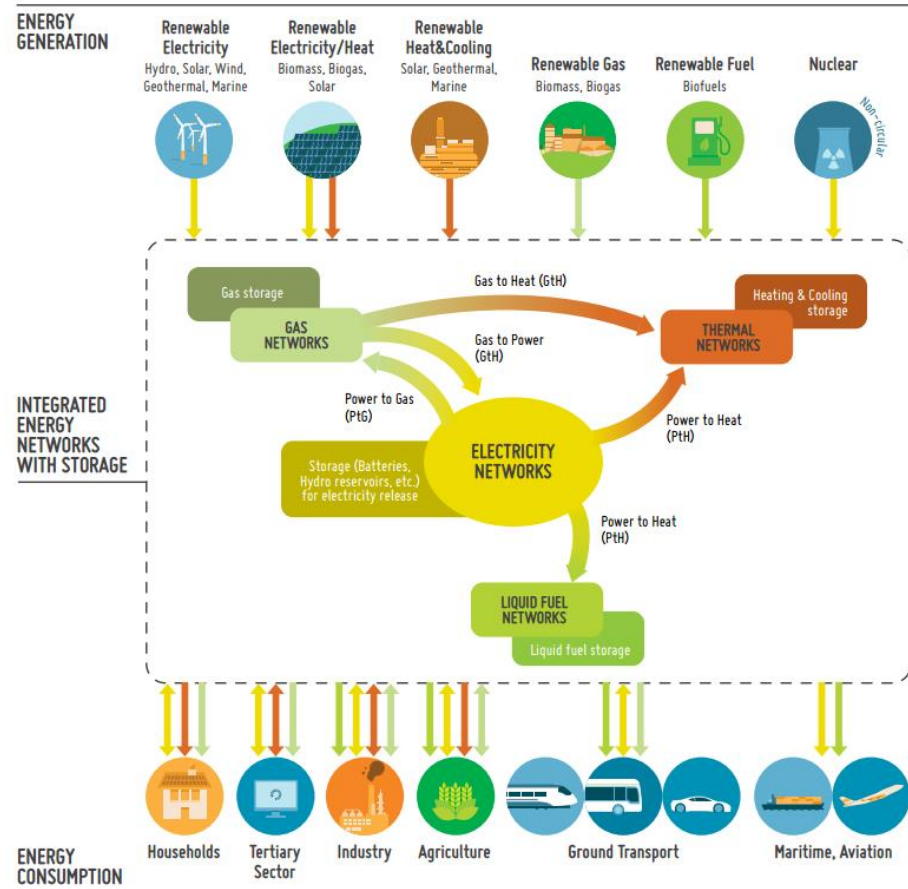 ENERGY
GENERATION
Renewable
Electricity
Hydro, Solar, Wind,
Geothermal, Marine
Renewable
Electricity/Heat
Biomass, Biogas,
Solar
Renewable
Heat&Cooling
Solar, Geothermal,
Marine
Renewable Gas
Biomass, Biogas
Renewable Fuel
Biofuels
Nuclear
Non-circular
Gas storage
GAS
NETWORKS
Gas to Heat (GtH)
Heating & Cooling
storage
THERMAL
NETWORKS
Gas to Power
(GtH)
Power to Gas
(PtG)
INTEGRATED
ENERGY
NETWORKS
WITH STORAGE
ELECTRICITY
NETWORKS
Power to Heat
(PtH)
Storage (Batteries,
Hydro reservoirs, etc.)
for electricity release
Power to Heat
(PtH)
LIQUID FUEL
NETWORKS
Liquid fuel storage
ENERGY
CONSUMPTION
Households
Tertiary
Sector
Industry
Agriculture
Ground Transport
Maritime, Aviation